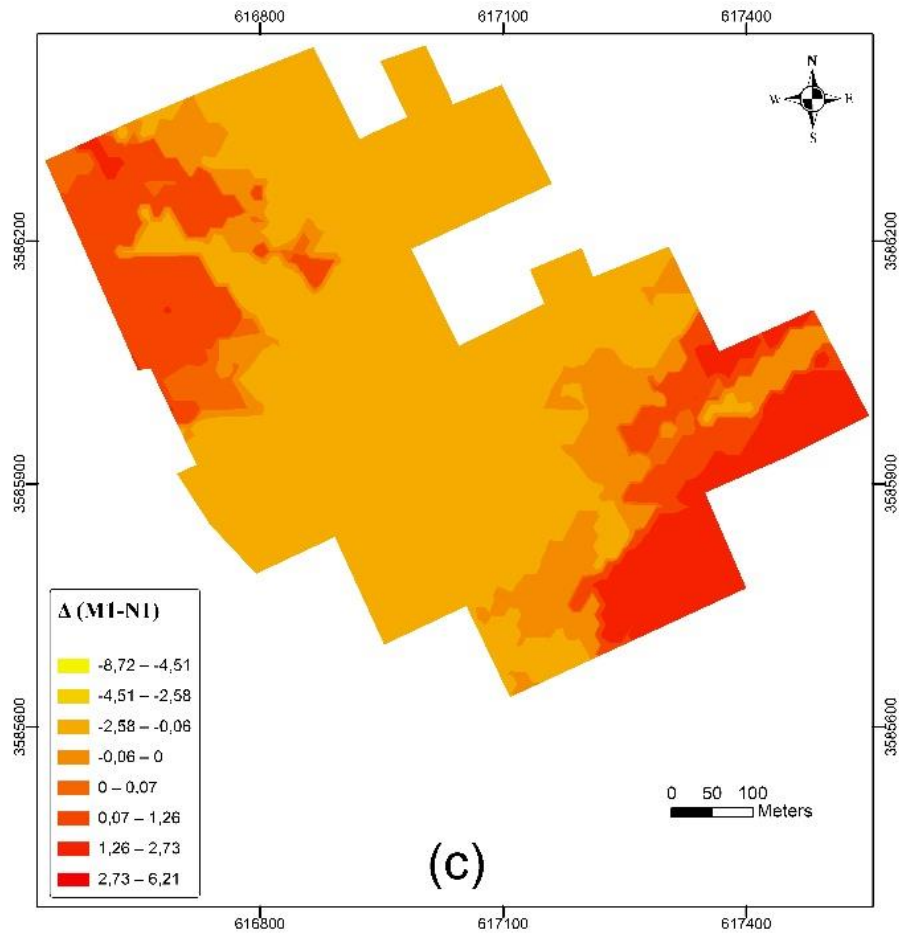 616800 617100 617400
N
W E
S
3586200 3586200
3585900 3585900
Δ (M1-N1)
-8,72 – -4,51
-4,51 – -2,58
-2,58 – -0,06
-0,06 – 0
0 – 0,07
0,07 – 1,26
1,26 – 2,73
2,73 – 6,21
3585600 3585600
0 50 100
Meters
(c)
616800 617100 617400